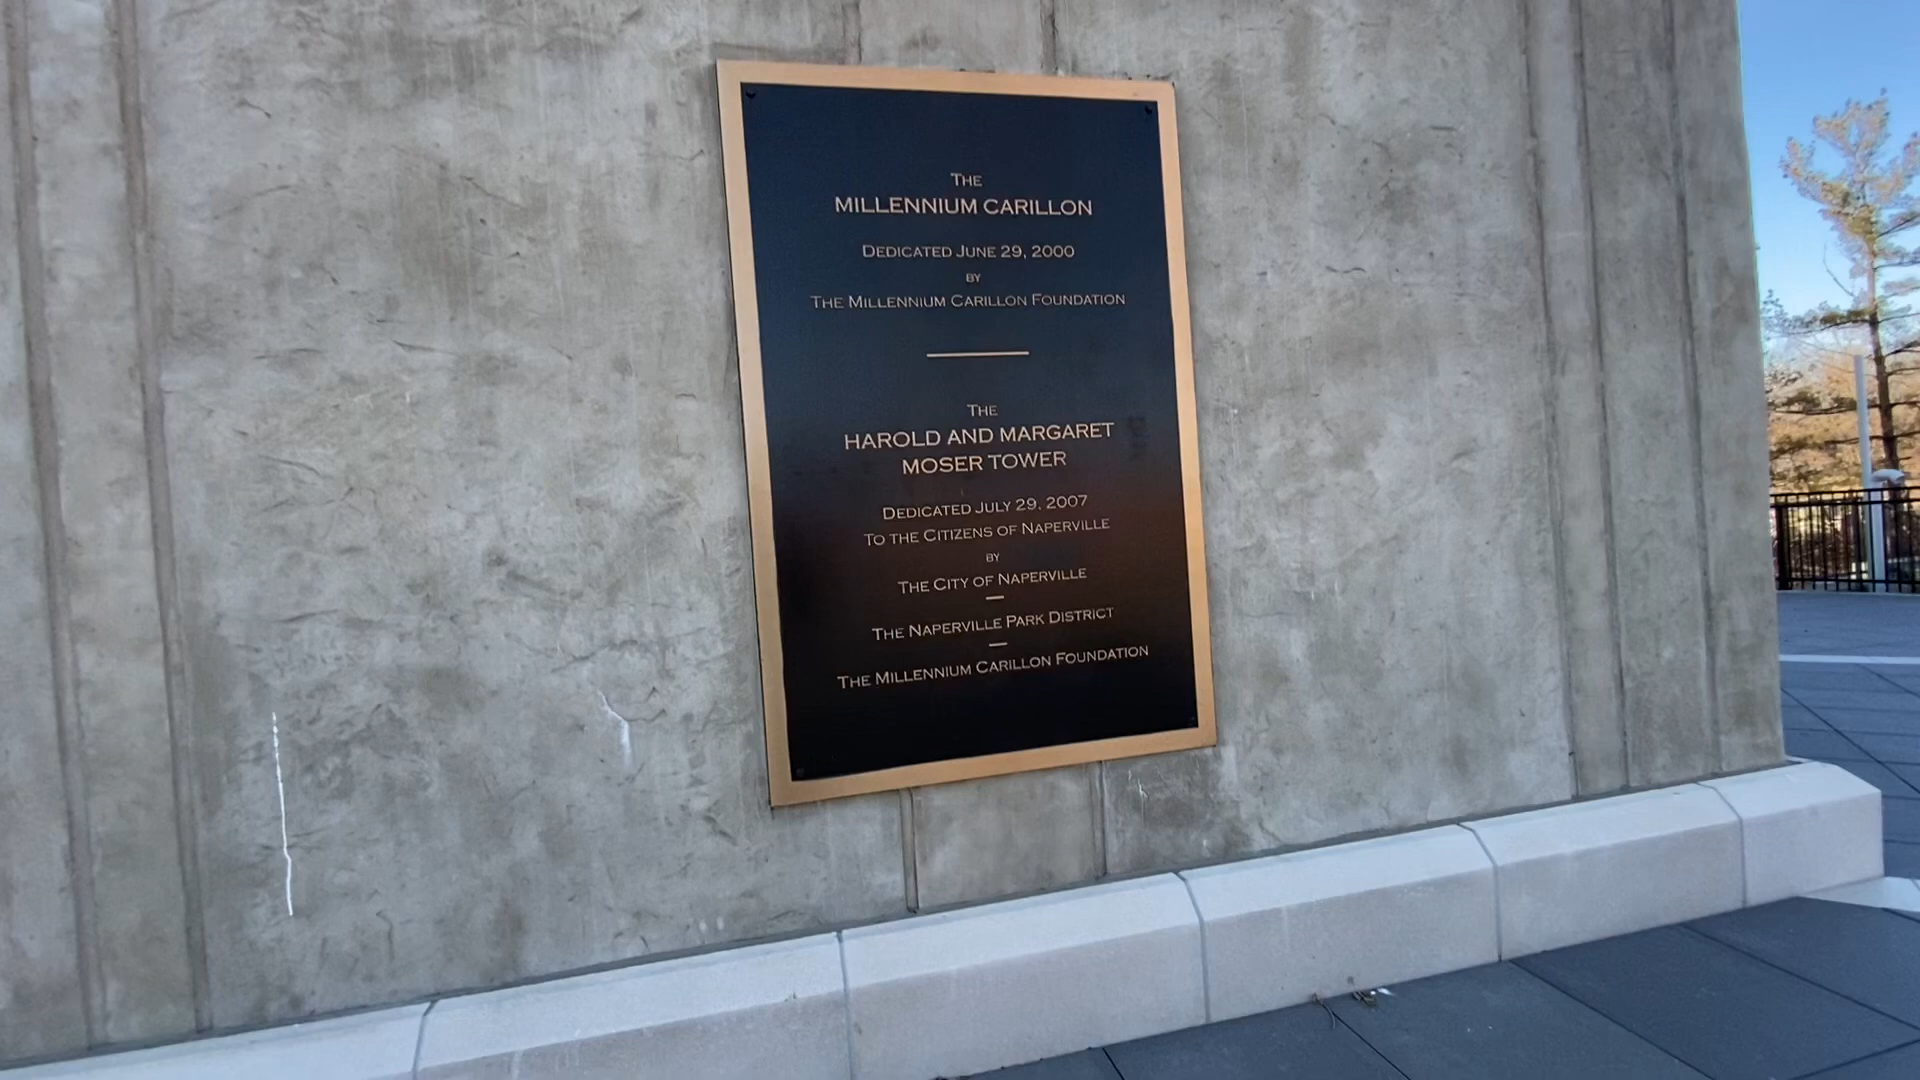 THE
MILLENNIUM CARILLON
DEDICATED JUNE 29, 2000
BY
THE MILLENNIUM CARILLON FOUNDATION
THE
HAROLD AND MARGARET
MOSER TOWER
DEDICATED JULY 29, 2007
TO THE CITIZENS OF NAPERVILLE
BY
THE CITY OF NAPERVILLE
THE NAPERVILLE PARK DISTRICT
THE MILLENNIUM CARILLON FOUNDATION